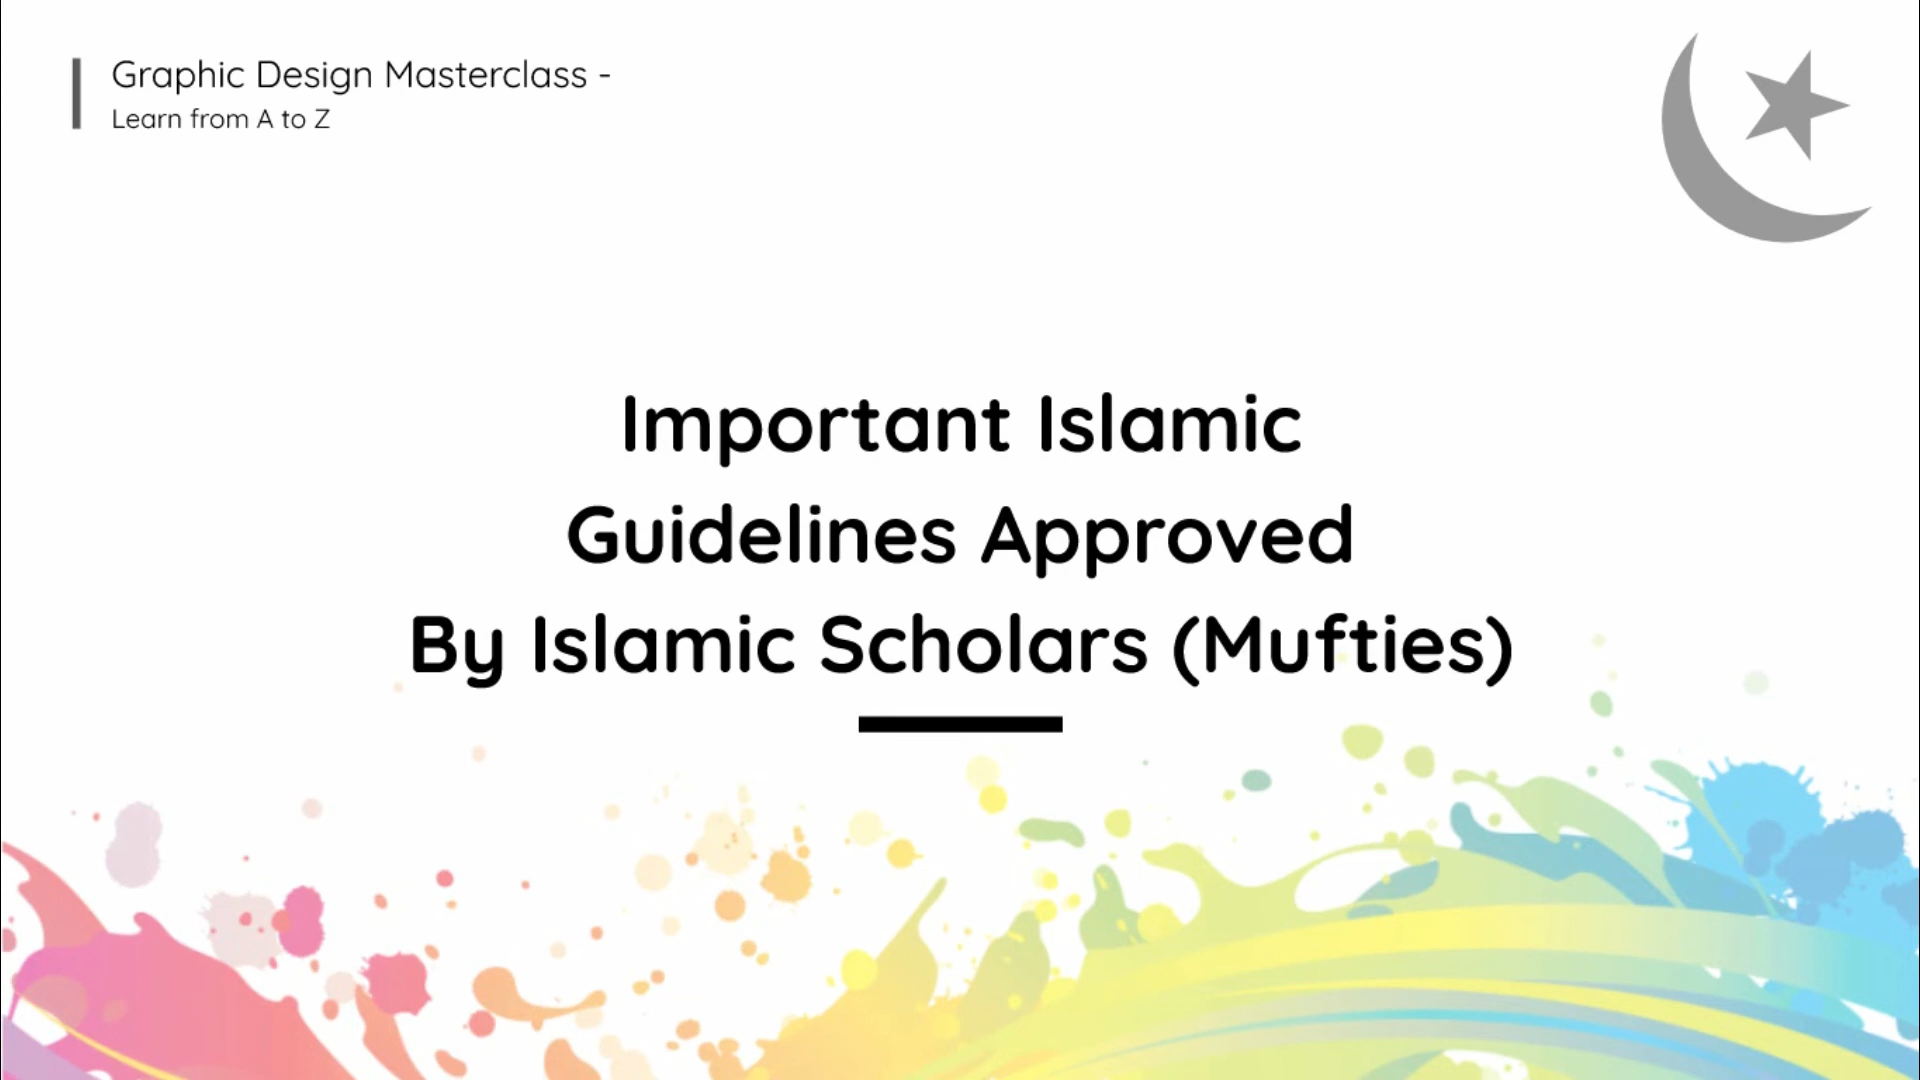 Graphic Design Masterclass -
Learn from A to Z
Important Islamic
Guidelines Approved
By Islamic Scholars (Mufties)